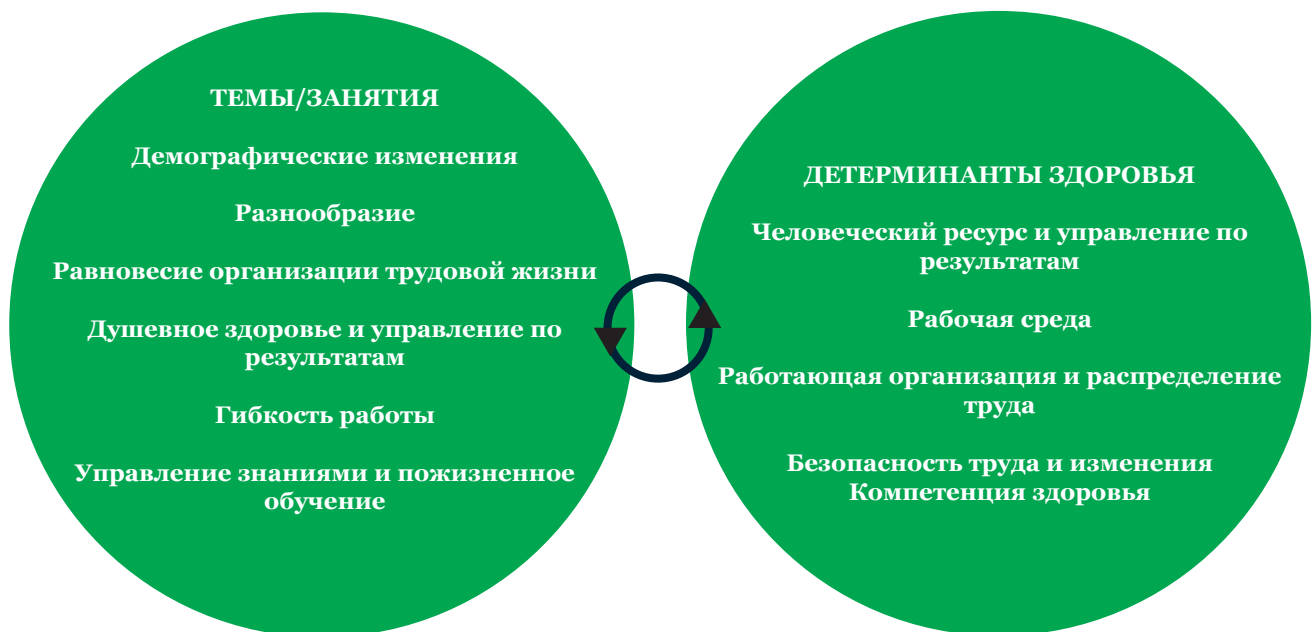 ТЕМЫ/ЗАНЯТИЯ
Демографические изменения
Разнообразие
Равновесие организации трудовой жизни
Душевное здоровье и управление по
результатам
Гибкость работы
Управление знаниями и пожизненное
обучение
ДЕТЕРМИНАНТЫ ЗДОРОВЬЯ
Человеческий ресурс и управление по
результатам
Рабочая среда
Работающая организация и распределение
труда
Безопасность труда и изменения
Компетенция здоровья